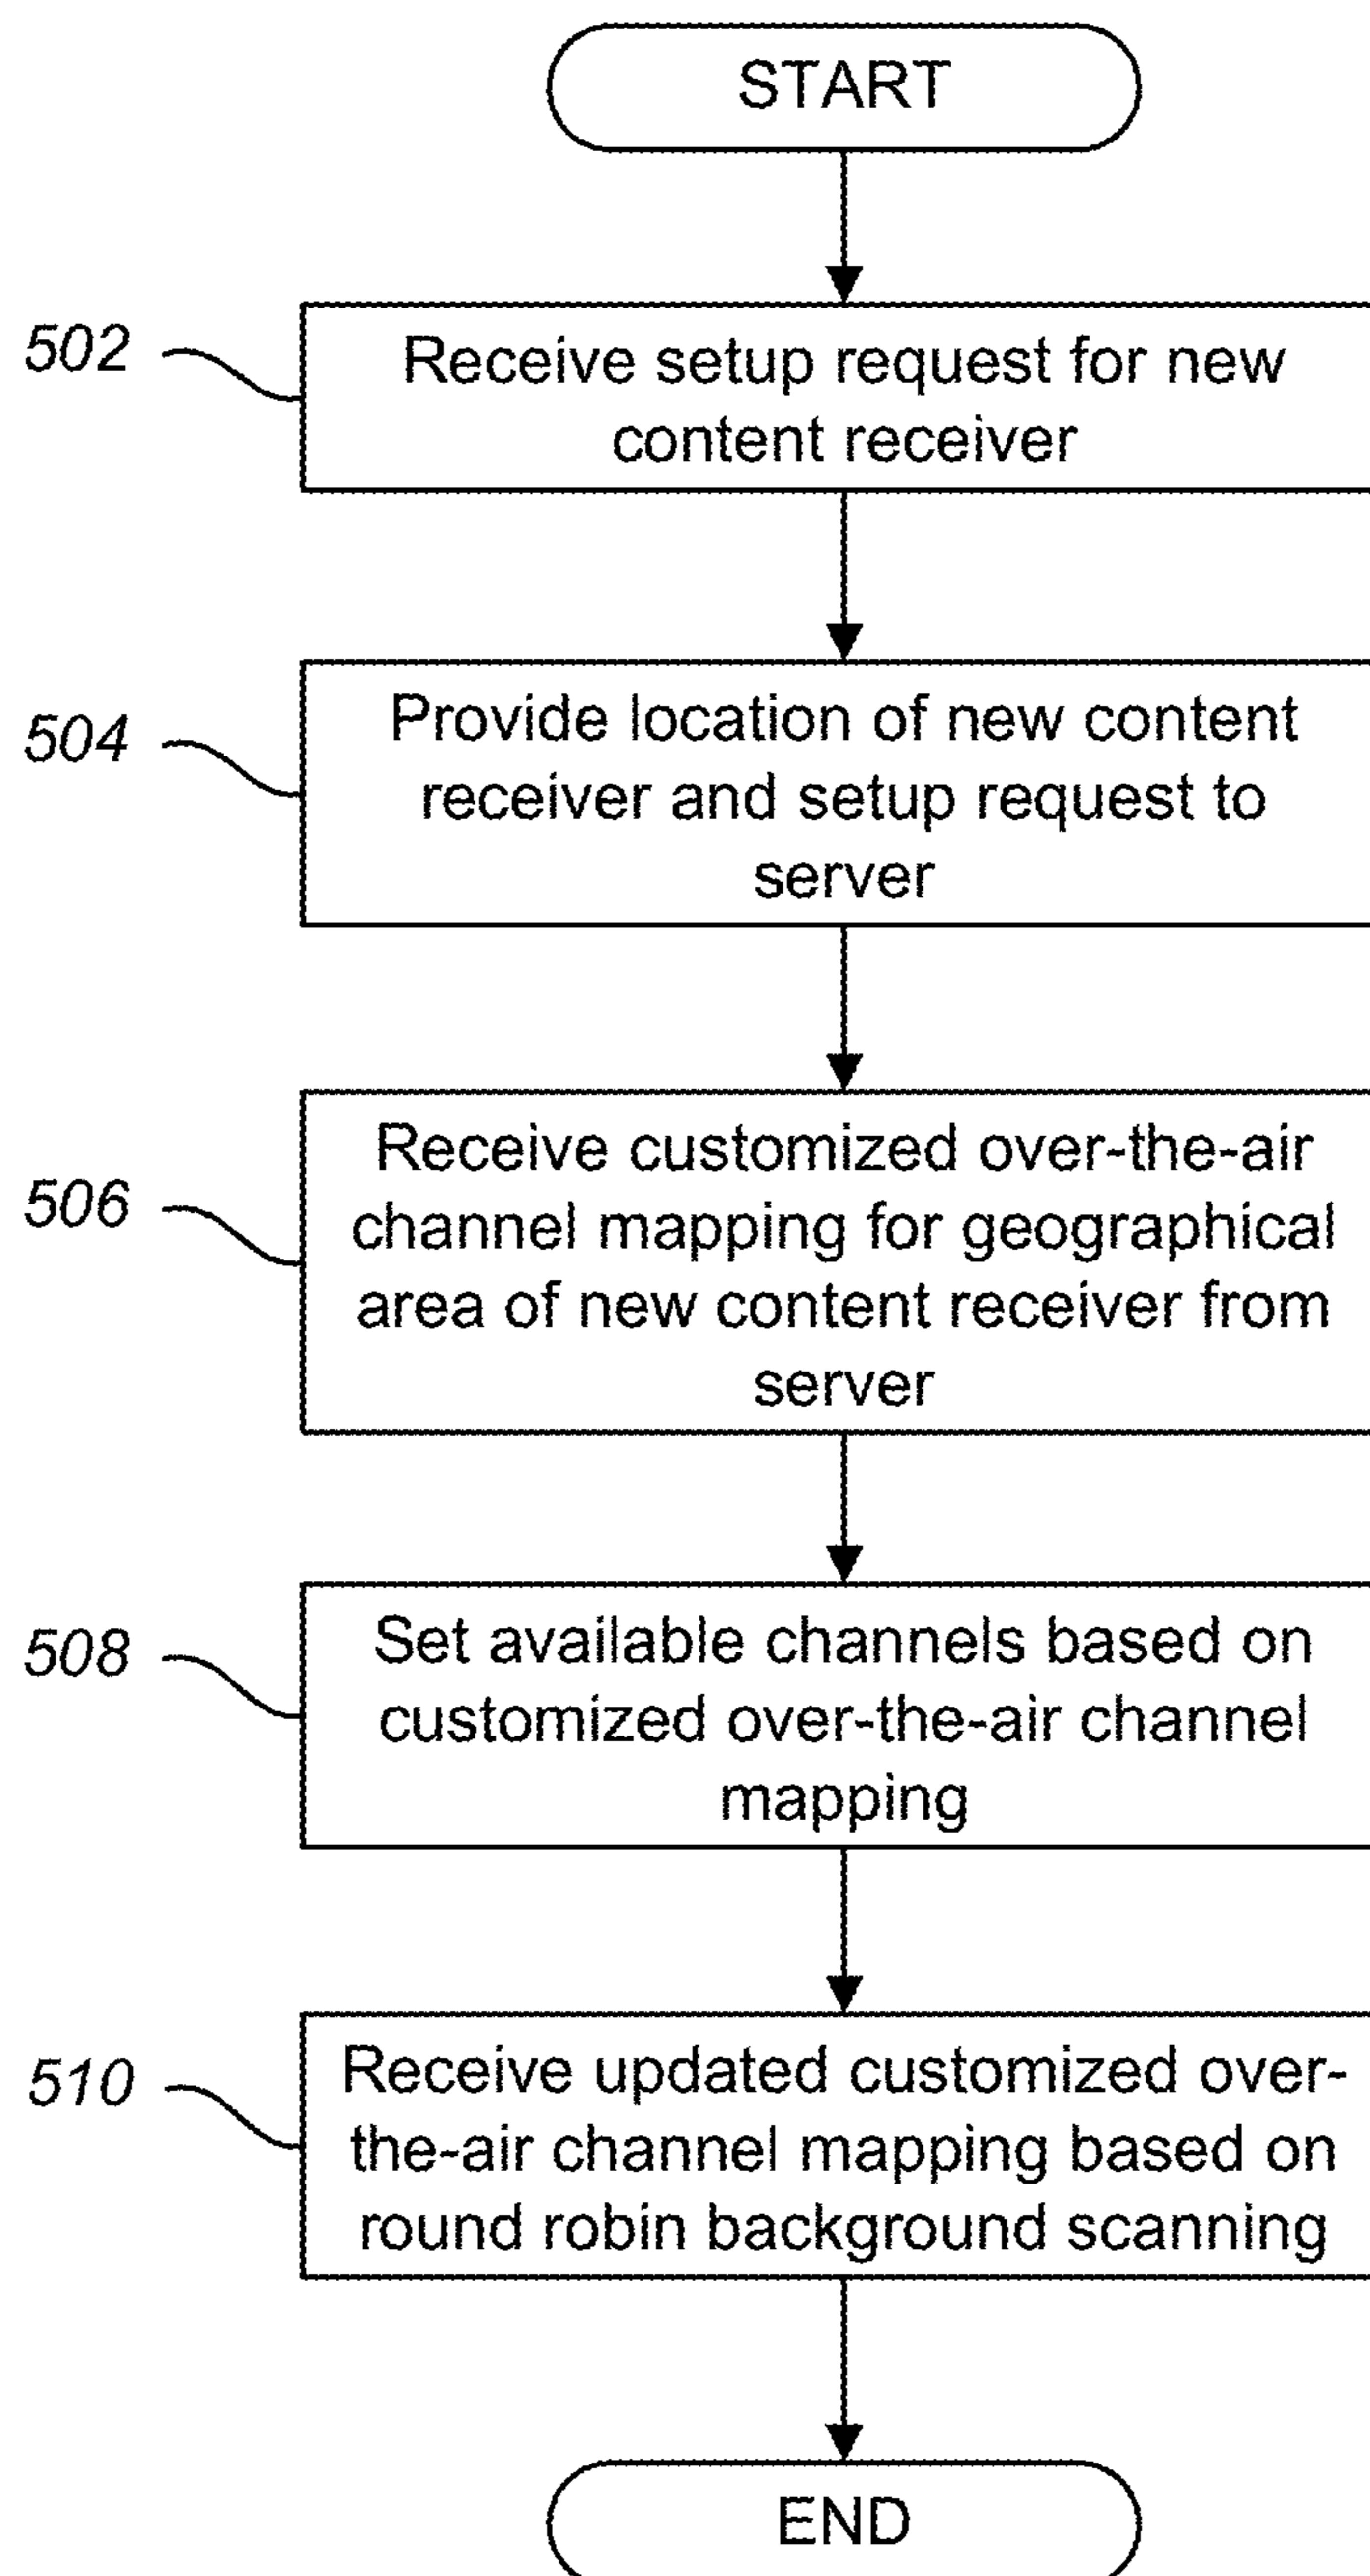 START
502
Receive setup request for new
content receiver
504
Provide location of new content
receiver and setup request to
server
506
Receive customized over-the-air
channel mapping for geographical
area of new content receiver from
server
508
Set available channels based on
customized over-the-air channel
mapping
510
Receive updated customized over-
the-air channel mapping based on
round robin background scanning
END